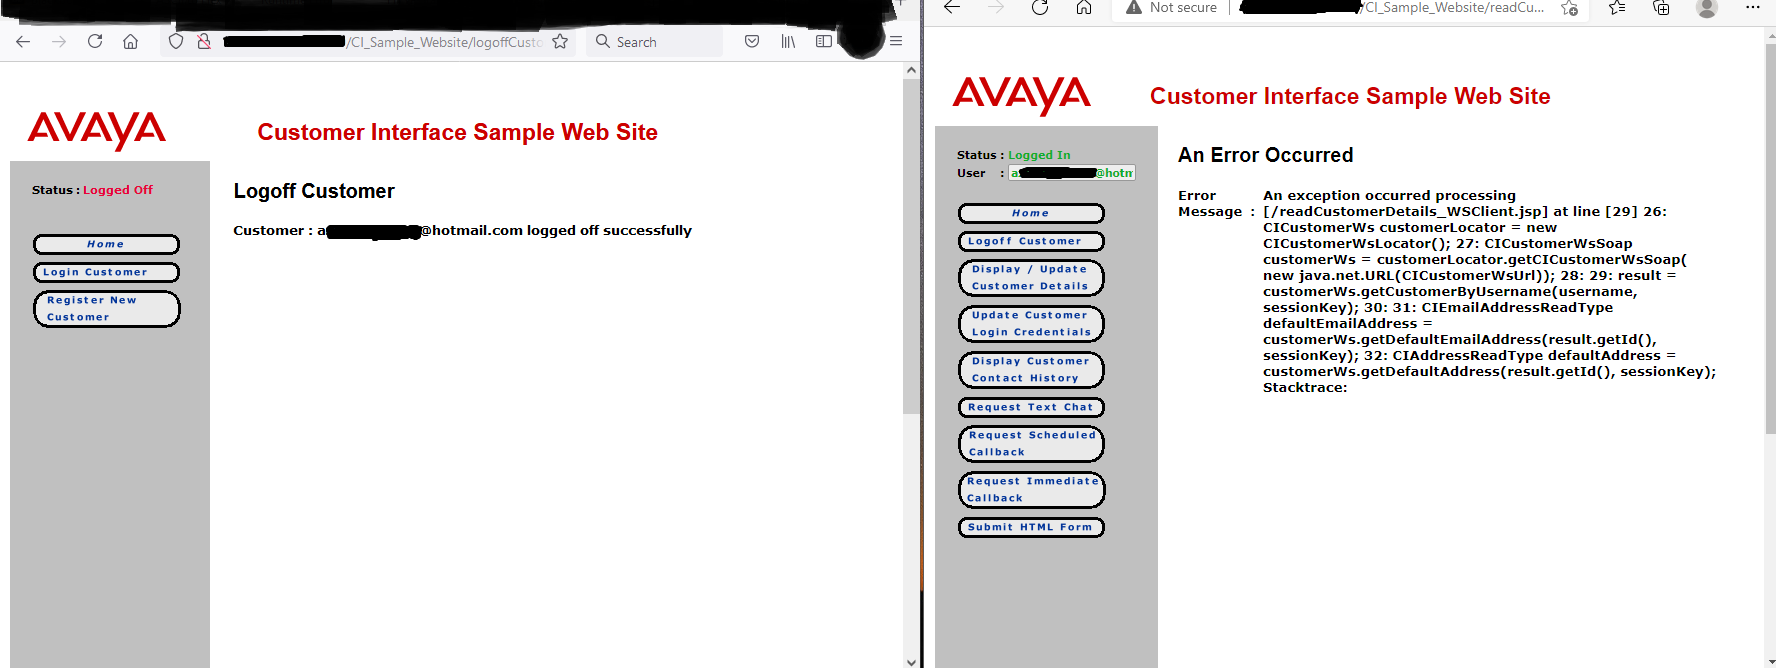 /CI_Sample_Website/logoffCusto
Search
AVAYA
Customer Interface Sample Web Site
Status : Logged Off
Home
Login Customer
Register New
Customer
Logoff Customer
Customer : a @hotmail.com logged off successfully
Not secure
/CI_Sample_Website/readCu...
AVAYA
Customer Interface Sample Web Site
Status : Logged In
User : a @hotm
Home
Logoff Customer
Display / Update
Customer Details
Update Customer
Login Credentials
Display Customer
Contact History
Request Text Chat
Request Scheduled
Callback
Request Immediate
Callback
Submit HTML Form
An Error Occurred
Error An exception occurred processing
Message : [/readCustomerDetails_WSClient.jsp] at line [29] 26:
CICustomerWs customerLocator = new
CICustomerWsLocator(); 27: CICustomerWsSoap
customerWs = customerLocator.getCICustomerWsSoap(
new java.net.URL(CICustomerWsUrl)); 28: 29: result =
customerWs.getCustomerByUsername(username,
sessionKey); 30: 31: CIEmailAddressReadType
defaultEmailAddress =
customerWs.getDefaultEmailAddress(result.getId(),
sessionKey); 32: CIAddressReadType defaultAddress =
customerWs.getDefaultAddress(result.getId(), sessionKey);
Stacktrace: